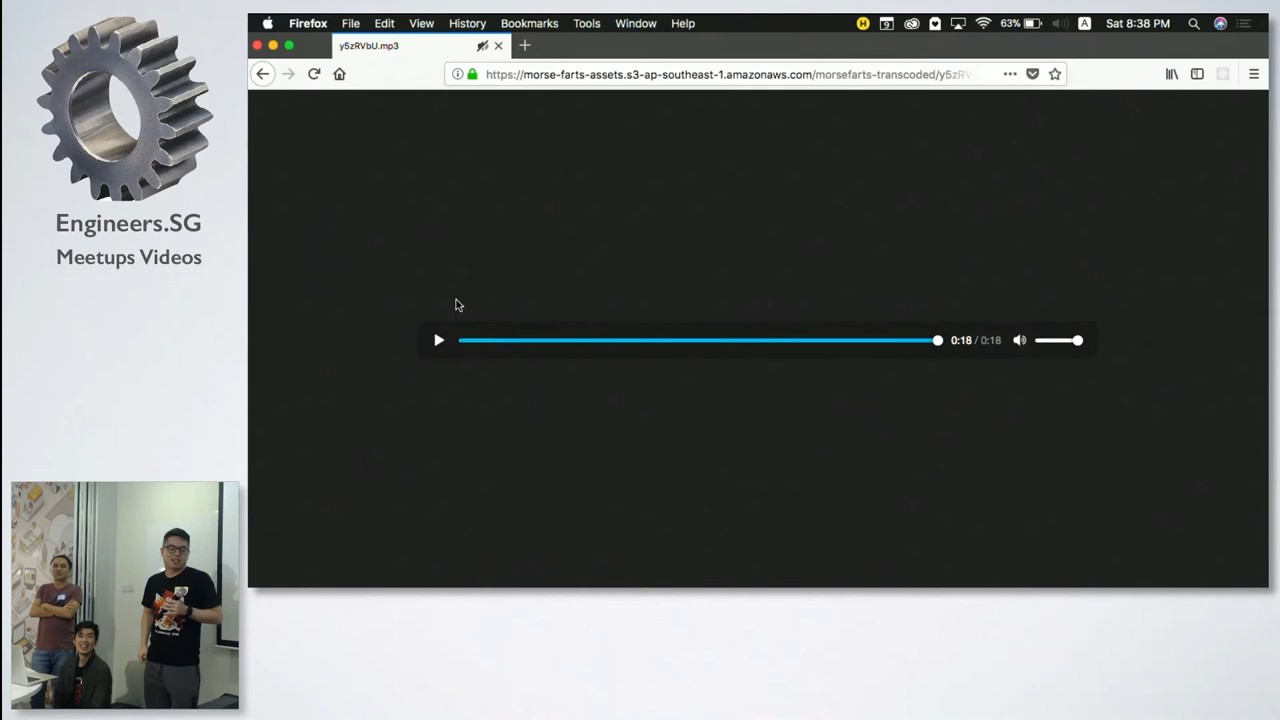 Firefox File Edit View History Bookmarks Tools Window Help
9 63% A Sat 8:38 PM
y5zRVbU.mp3
https://morse-farts-assets.s3-ap-southeast-1.amazonaws.com/morsefarts-transcoded/y5zRV
0:18 / 0:18
Engineers.SG
Meetups Videos